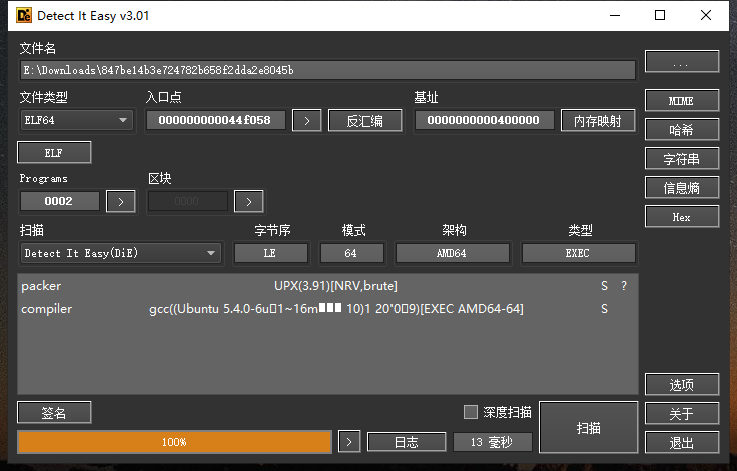 Detect It Easy v3.01
文件名
...
E:\Downloads\847be14b3e724782b658f2dda2e8045b
文件类型 入口点 基址
ELF64 000000000044f058 > 反汇编 0000000000400000 内存映射 MIME
哈希
ELF 字符串
Programs 区块 信息熵
0002 > 0000 > Hex
扫描 字节序 模式 架构 类型
Detect It Easy(DiE) LE 64 AMD64 EXEC
packer UPX(3.91)[NRV,brute] S ?
compiler gcc((Ubuntu 5.4.0-6u▯1~16m▮▮▮ 10)1 20"0▯9)[EXEC AMD64-64] S
选项
签名 深度扫描 扫描 关于
100% > 日志 13 毫秒 退出